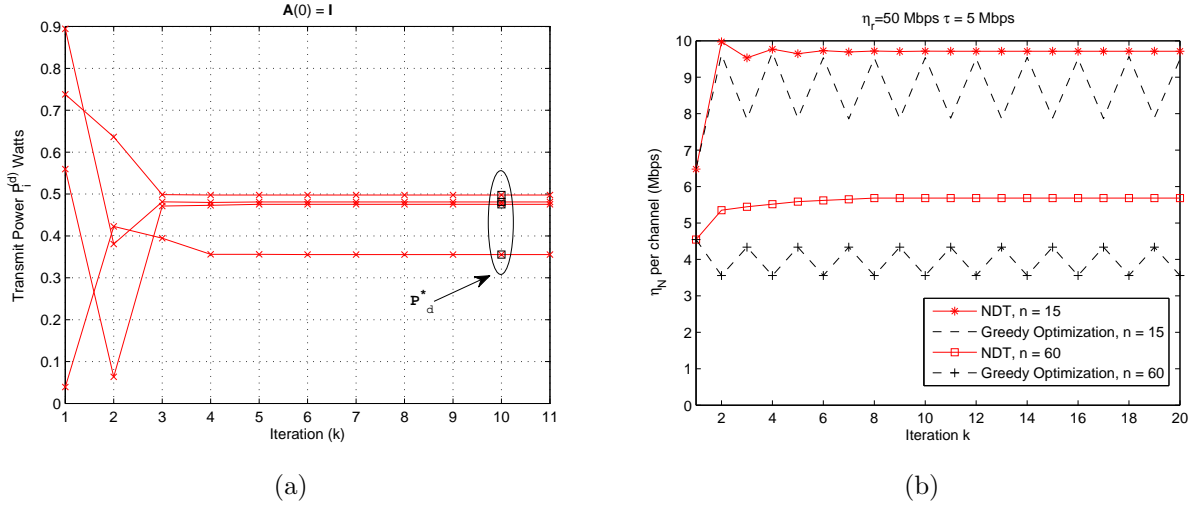 A(0) = I
Transmit Power P_i^(d) Watts
0.9
0.8
0.7
0.6
0.5
0.4
0.3
0.2
0.1
0
P*_d
1 2 3 4 5 6 7 8 9 10 11
Iteration (k)
(a)
η_r=50 Mbps τ = 5 Mbps
η_N per channel (Mbps)
10
9
8
7
6
5
4
3
2
1
0
NDT, n = 15
Greedy Optimization, n = 15
NDT, n = 60
Greedy Optimization, n = 60
2 4 6 8 10 12 14 16 18 20
Iteration k
(b)